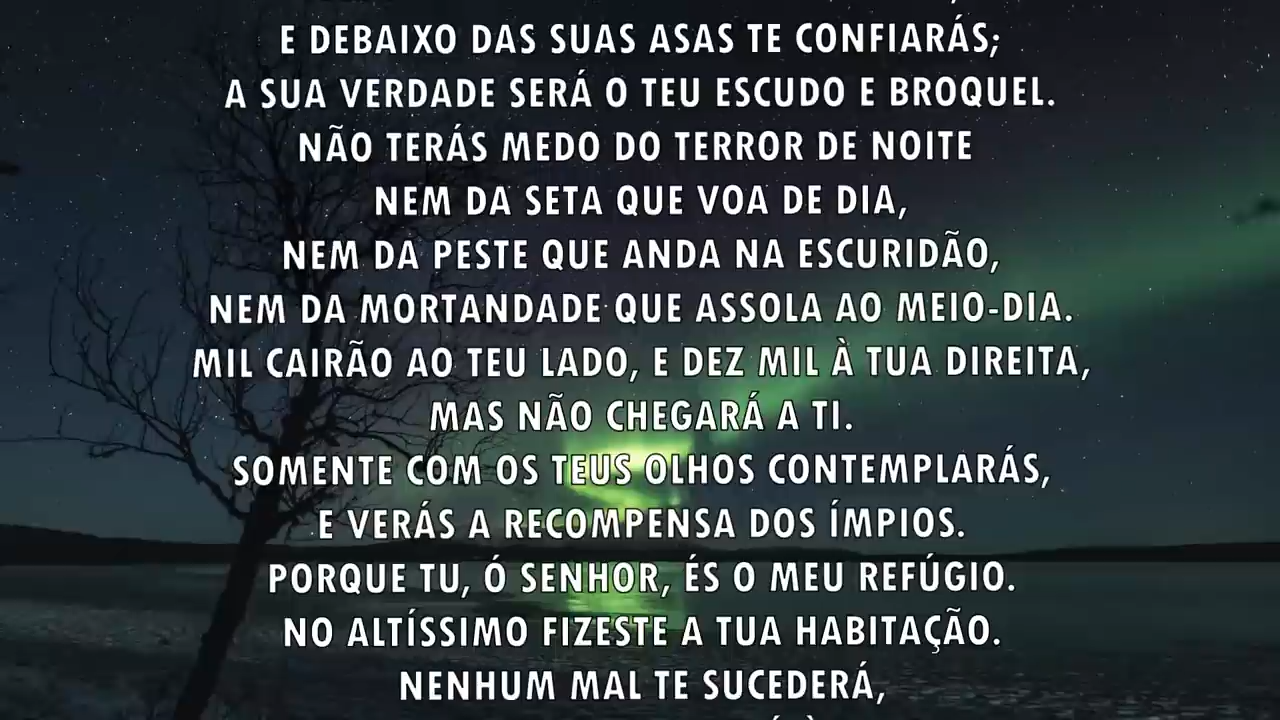 E DEBAIXO DAS SUAS ASAS TE CONFIARÁS;
A SUA VERDADE SERÁ O TEU ESCUDO E BROQUEL.
NÃO TERÁS MEDO DO TERROR DE NOITE
NEM DA SETA QUE VOA DE DIA,
NEM DA PESTE QUE ANDA NA ESCURIDÃO,
NEM DA MORTANDADE QUE ASSOLA AO MEIO-DIA.
MIL CAIRÃO AO TEU LADO, E DEZ MIL À TUA DIREITA,
MAS NÃO CHEGARÁ A TI.
SOMENTE COM OS TEUS OLHOS CONTEMPLARÁS,
E VERÁS A RECOMPENSA DOS ÍMPIOS.
PORQUE TU, Ó SENHOR, ÉS O MEU REFÚGIO.
NO ALTÍSSIMO FIZESTE A TUA HABITAÇÃO.
NENHUM MAL TE SUCEDERÁ,